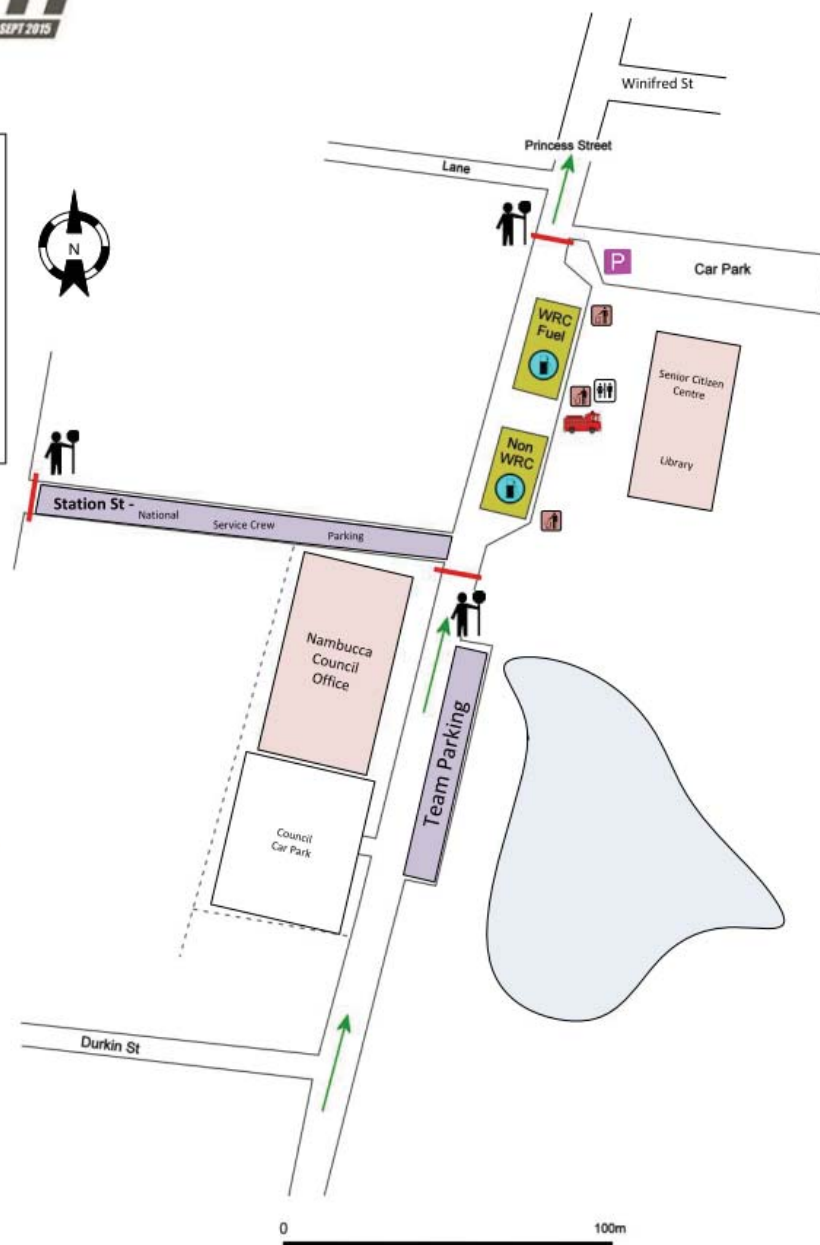 SEPT 2015
Winifred St
Princess Street
Lane
N
P
Car Park
WRC
Fuel
Senior Citizen
Centre
Library
Non
WRC
Station St -
National
Service Crew
Parking
Nambucca
Council
Office
Team Parking
Council
Car Park
Durkin St
0
100m